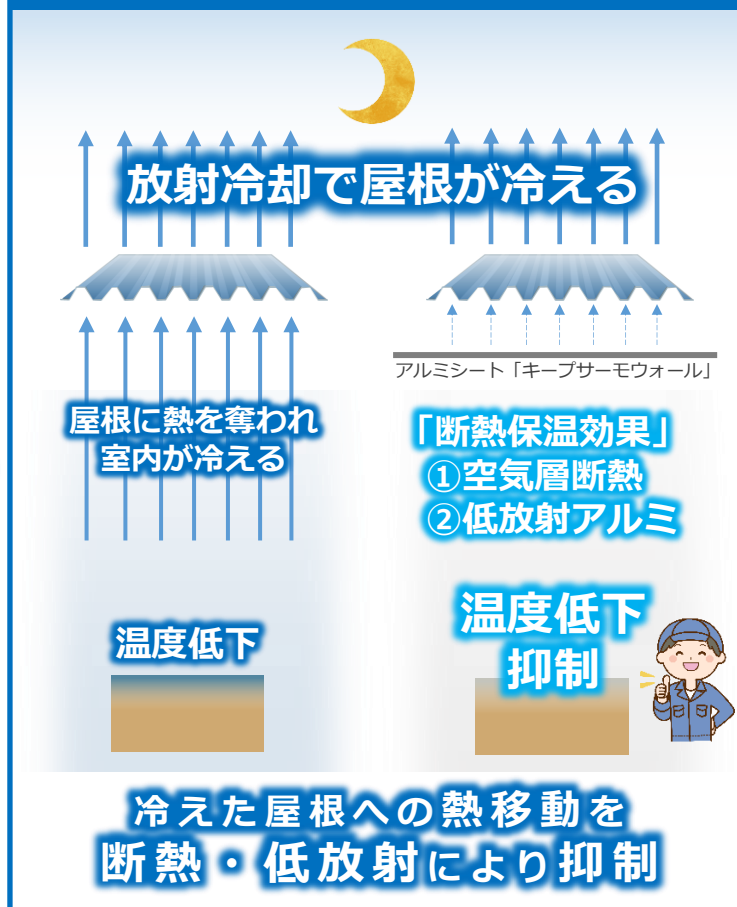 放射冷却で屋根が冷える
アルミシート「キープサーモウォール」
屋根に熱を奪われ
室内が冷える
「断熱保温効果」
①空気層断熱
②低放射アルミ
温度低下
温度低下
抑制
冷えた屋根への熱移動を
断熱・低放射により抑制